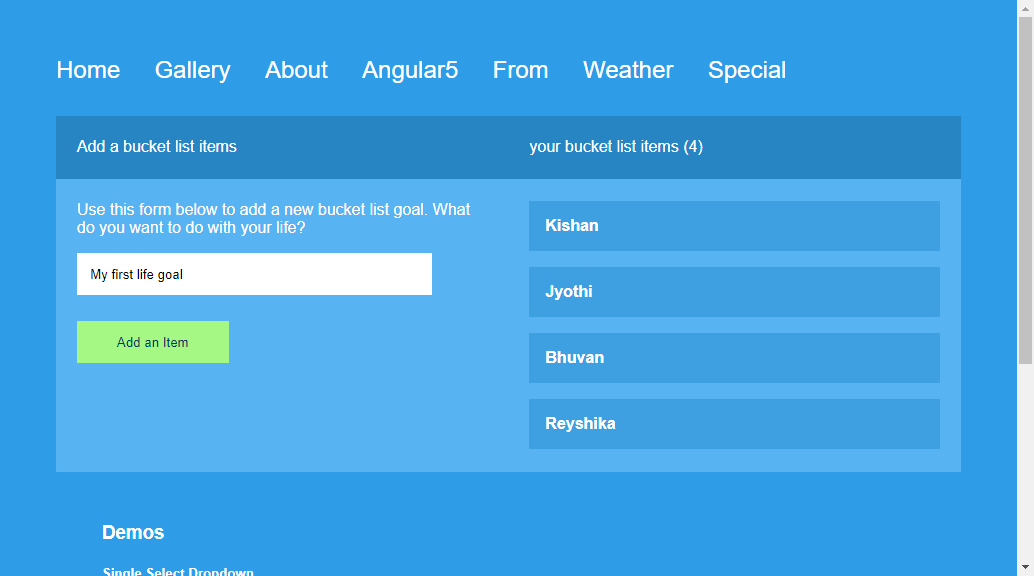 Home Gallery About Angular5 From Weather Special
Add a bucket list items
your bucket list items (4)
Use this form below to add a new bucket list goal. What
do you want to do with your life?
My first life goal
Add an Item
Kishan
Jyothi
Bhuvan
Reyshika
Demos
Single Select Dropdown